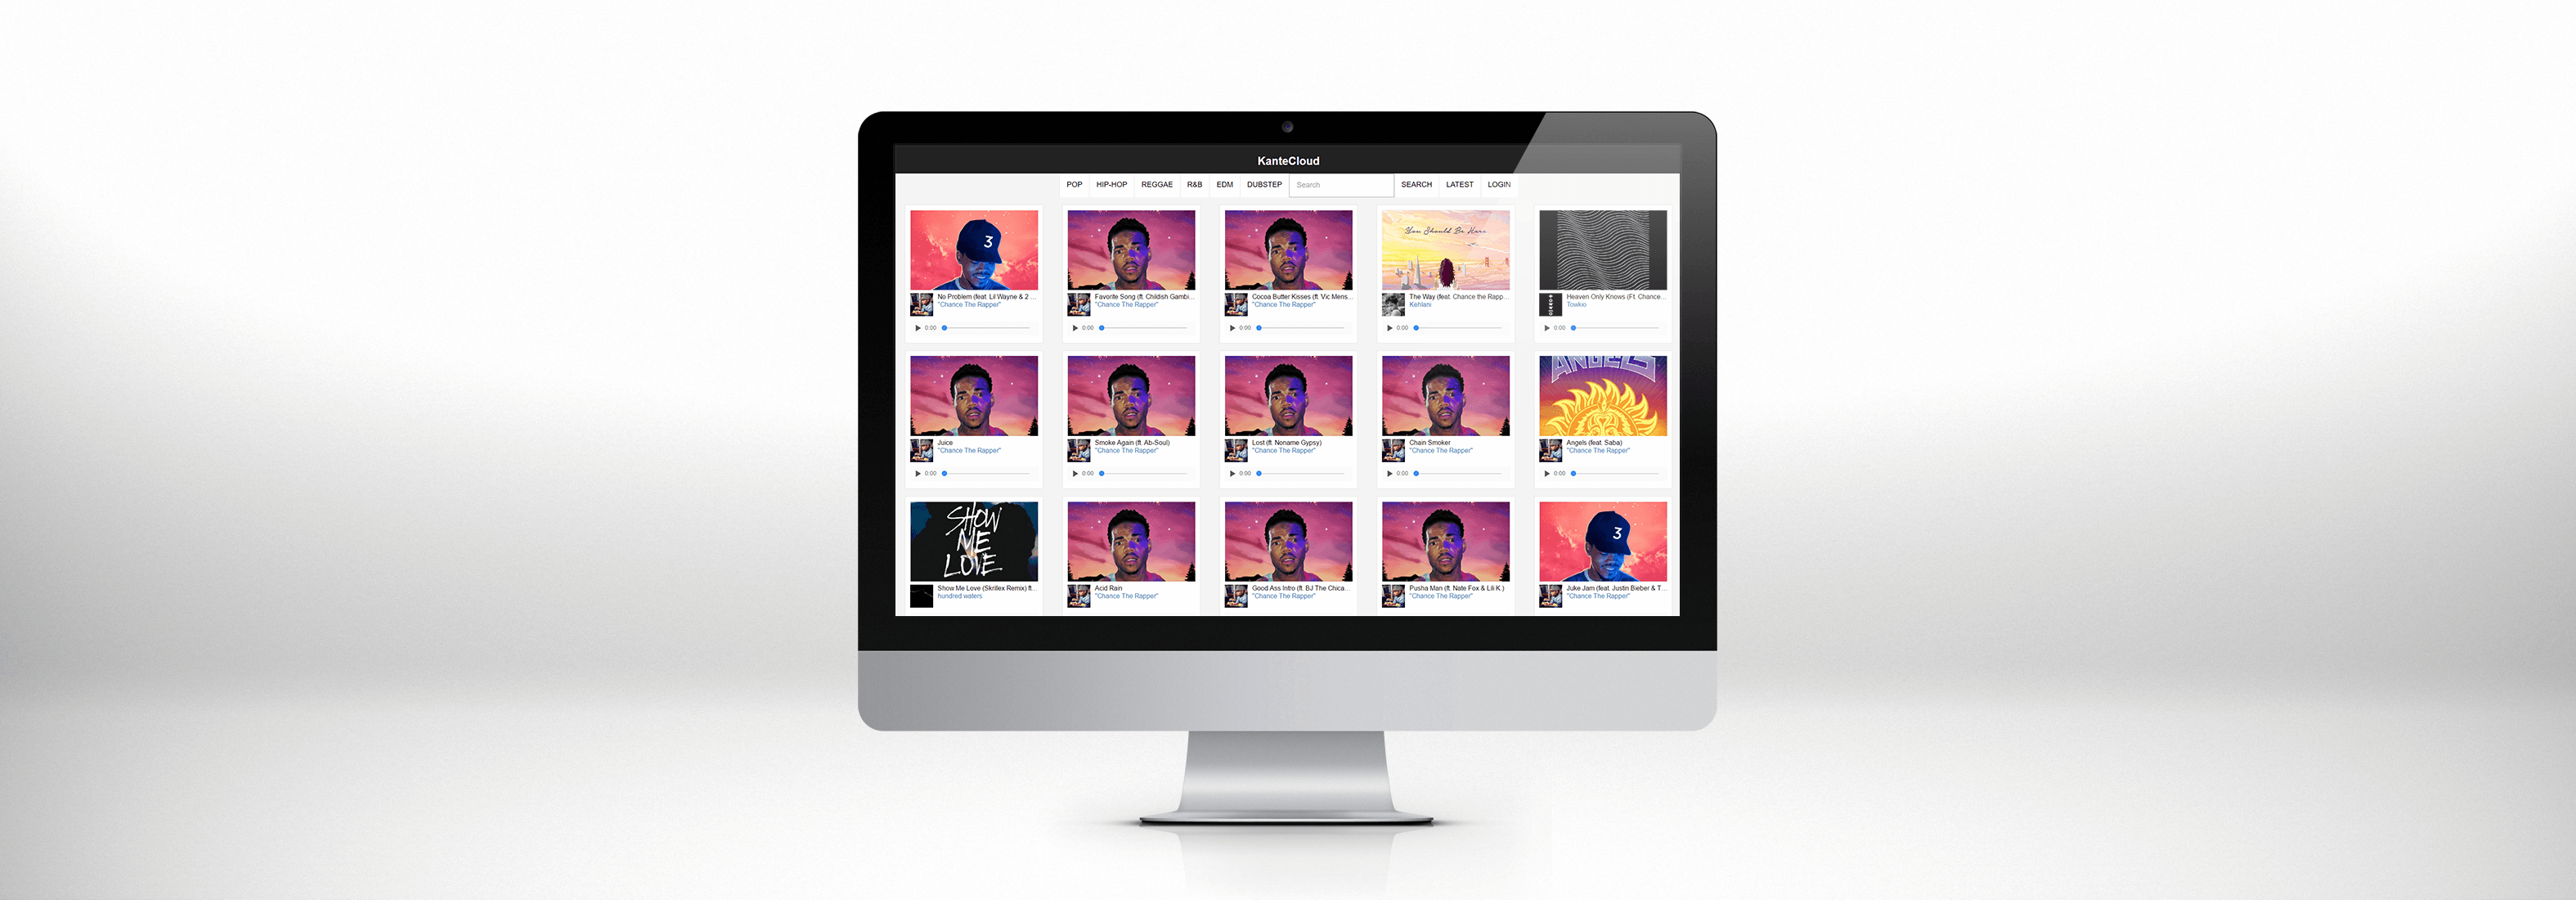 KanteCloud
POP HIP-HOP REGGAE R&B EDM DUBSTEP Search SEARCH LATEST LOGIN
3
You Should Be Here
No Problem (feat. Lil Wayne & 2 ...
"Chance The Rapper"
0:00
Favorite Song (ft. Childish Gambi...
"Chance The Rapper"
0:00
Cocoa Butter Kisses (ft. Vic Mens...
"Chance The Rapper"
0:00
The Way (feat. Chance the Rapp...
Kehlani
0:00
Heaven Only Knows (Ft. Chance...
Towkio
0:00
ANGELS
Juice
"Chance The Rapper"
0:00
Smoke Again (ft. Ab-Soul)
"Chance The Rapper"
0:00
Lost (ft. Noname Gypsy)
"Chance The Rapper"
0:00
Chain Smoker
"Chance The Rapper"
0:00
Angels (feat. Saba)
"Chance The Rapper"
0:00
SHOW
ME
LOVE
3
Show Me Love (Skrillex Remix) ft...
hundred waters
Acid Rain
"Chance The Rapper"
Good Ass Intro (ft. BJ The Chica...
"Chance The Rapper"
Pusha Man (ft. Nate Fox & Lili K.)
"Chance The Rapper"
Juke Jam (feat. Justin Bieber & T...
"Chance The Rapper"